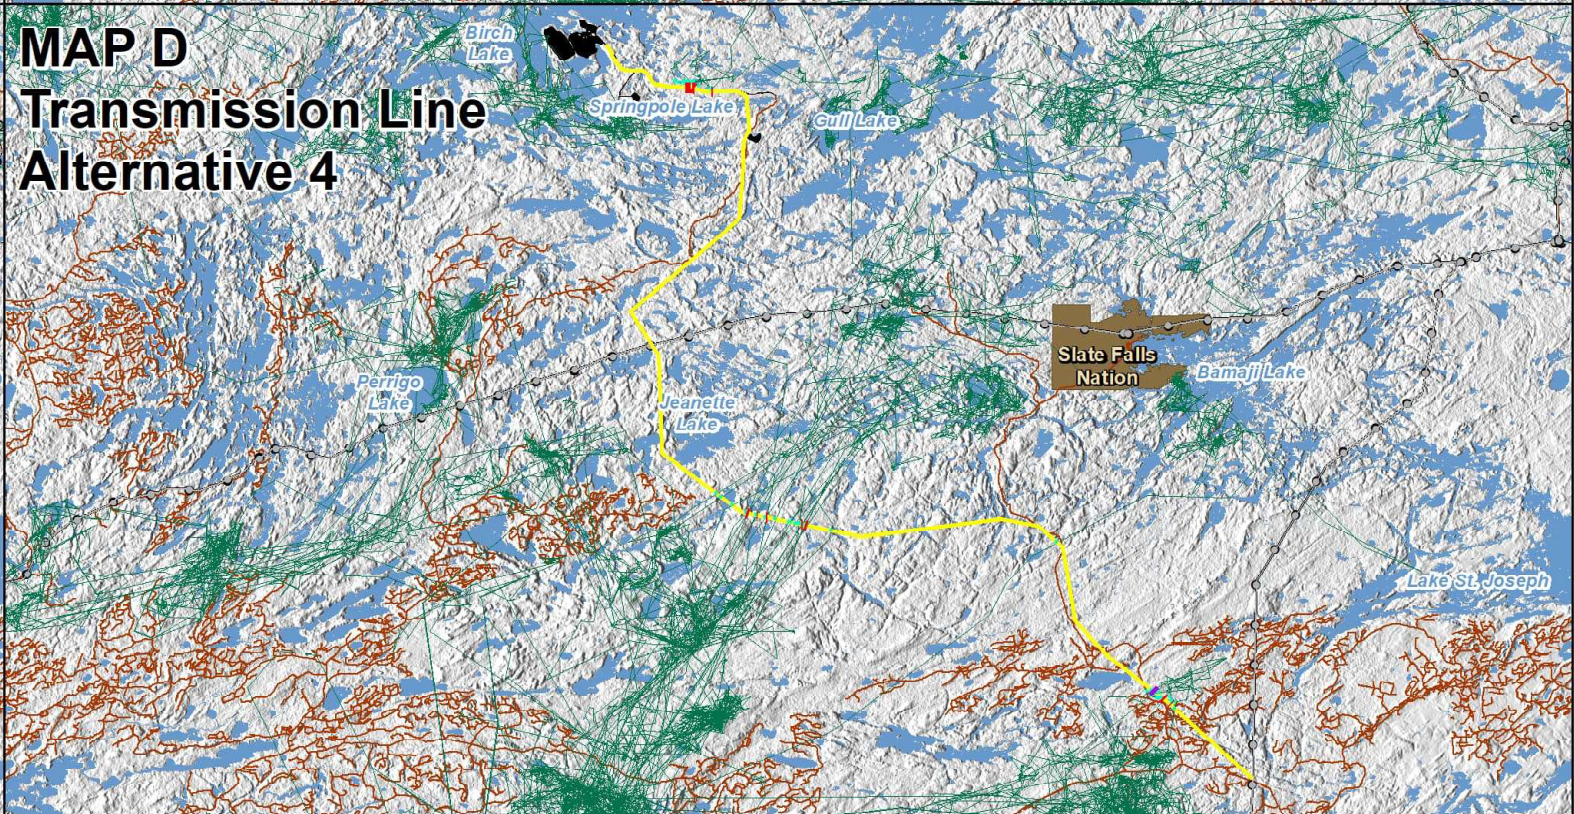 MAP D
Transmission Line
Alternative 4
Birch
Lake
Springpole Lake
Gull Lake
Slate Falls
Nation
Bamaji Lake
Perrigo
Lake
Jeanette
Lake
Lake St. Joseph